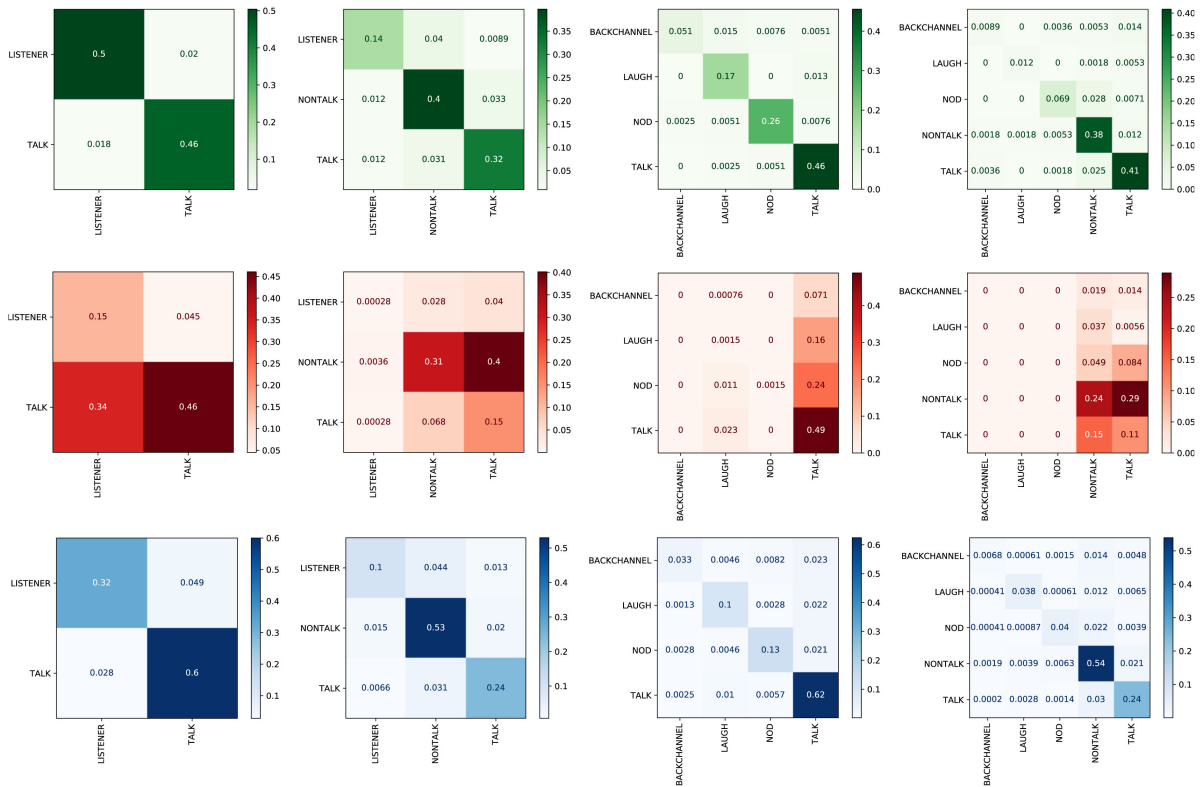 LISTENER 0.5 0.02
TALK 0.018 0.46
LISTENER TALK
0.5 0.4 0.3 0.2 0.1
LISTENER 0.14 0.04 0.0089
NONTALK 0.012 0.4 0.033
TALK 0.012 0.031 0.32
LISTENER NONTALK TALK
0.35 0.30 0.25 0.20 0.15 0.10 0.05
BACKCHANNEL 0.051 0.015 0.0076 0.0051
LAUGH 0 0.17 0 0.013
NOD 0.0025 0.0051 0.26 0.0076
TALK 0 0.0025 0.0051 0.46
BACKCHANNEL LAUGH NOD TALK
0.4 0.3 0.2 0.1 0.0
BACKCHANNEL 0.0089 0 0.0036 0.0053 0.014
LAUGH 0 0.012 0 0.0018 0.0053
NOD 0 0 0.069 0.028 0.0071
NONTALK 0.0018 0.0018 0.0053 0.38 0.012
TALK 0.0036 0 0.0018 0.025 0.41
BACKCHANNEL LAUGH NOD NONTALK TALK
0.40 0.35 0.30 0.25 0.20 0.15 0.10 0.05 0.00
LISTENER 0.15 0.045
TALK 0.34 0.46
LISTENER TALK
0.45 0.40 0.35 0.30 0.25 0.20 0.15 0.10 0.05
LISTENER 0.00028 0.028 0.04
NONTALK 0.0036 0.31 0.4
TALK 0.00028 0.068 0.15
LISTENER NONTALK TALK
0.40 0.35 0.30 0.25 0.20 0.15 0.10 0.05
BACKCHANNEL 0 0.00076 0 0.071
LAUGH 0 0.0015 0 0.16
NOD 0 0.011 0.0015 0.24
TALK 0 0.023 0 0.49
BACKCHANNEL LAUGH NOD TALK
0.4 0.3 0.2 0.1 0.0
BACKCHANNEL 0 0 0 0.019 0.014
LAUGH 0 0 0 0.037 0.0056
NOD 0 0 0 0.049 0.084
NONTALK 0 0 0 0.24 0.29
TALK 0 0 0 0.15 0.11
BACKCHANNEL LAUGH NOD NONTALK TALK
0.25 0.20 0.15 0.10 0.05 0.00
LISTENER 0.32 0.049
TALK 0.028 0.6
LISTENER TALK
0.6 0.5 0.4 0.3 0.2 0.1
LISTENER 0.1 0.044 0.013
NONTALK 0.015 0.53 0.02
TALK 0.0066 0.031 0.24
LISTENER NONTALK TALK
0.5 0.4 0.3 0.2 0.1
BACKCHANNEL 0.033 0.0046 0.0082 0.023
LAUGH 0.0013 0.1 0.0028 0.022
NOD 0.0028 0.0046 0.13 0.021
TALK 0.0025 0.01 0.0057 0.62
BACKCHANNEL LAUGH NOD TALK
0.6 0.5 0.4 0.3 0.2 0.1
BACKCHANNEL 0.0068 0.00061 0.0015 0.014 0.0048
LAUGH 0.00041 0.038 0.00061 0.012 0.0065
NOD 0.00041 0.00087 0.04 0.022 0.0039
NONTALK 0.0019 0.0039 0.0063 0.54 0.021
TALK 0.0002 0.0028 0.0014 0.03 0.24
BACKCHANNEL LAUGH NOD NONTALK TALK
0.5 0.4 0.3 0.2 0.1